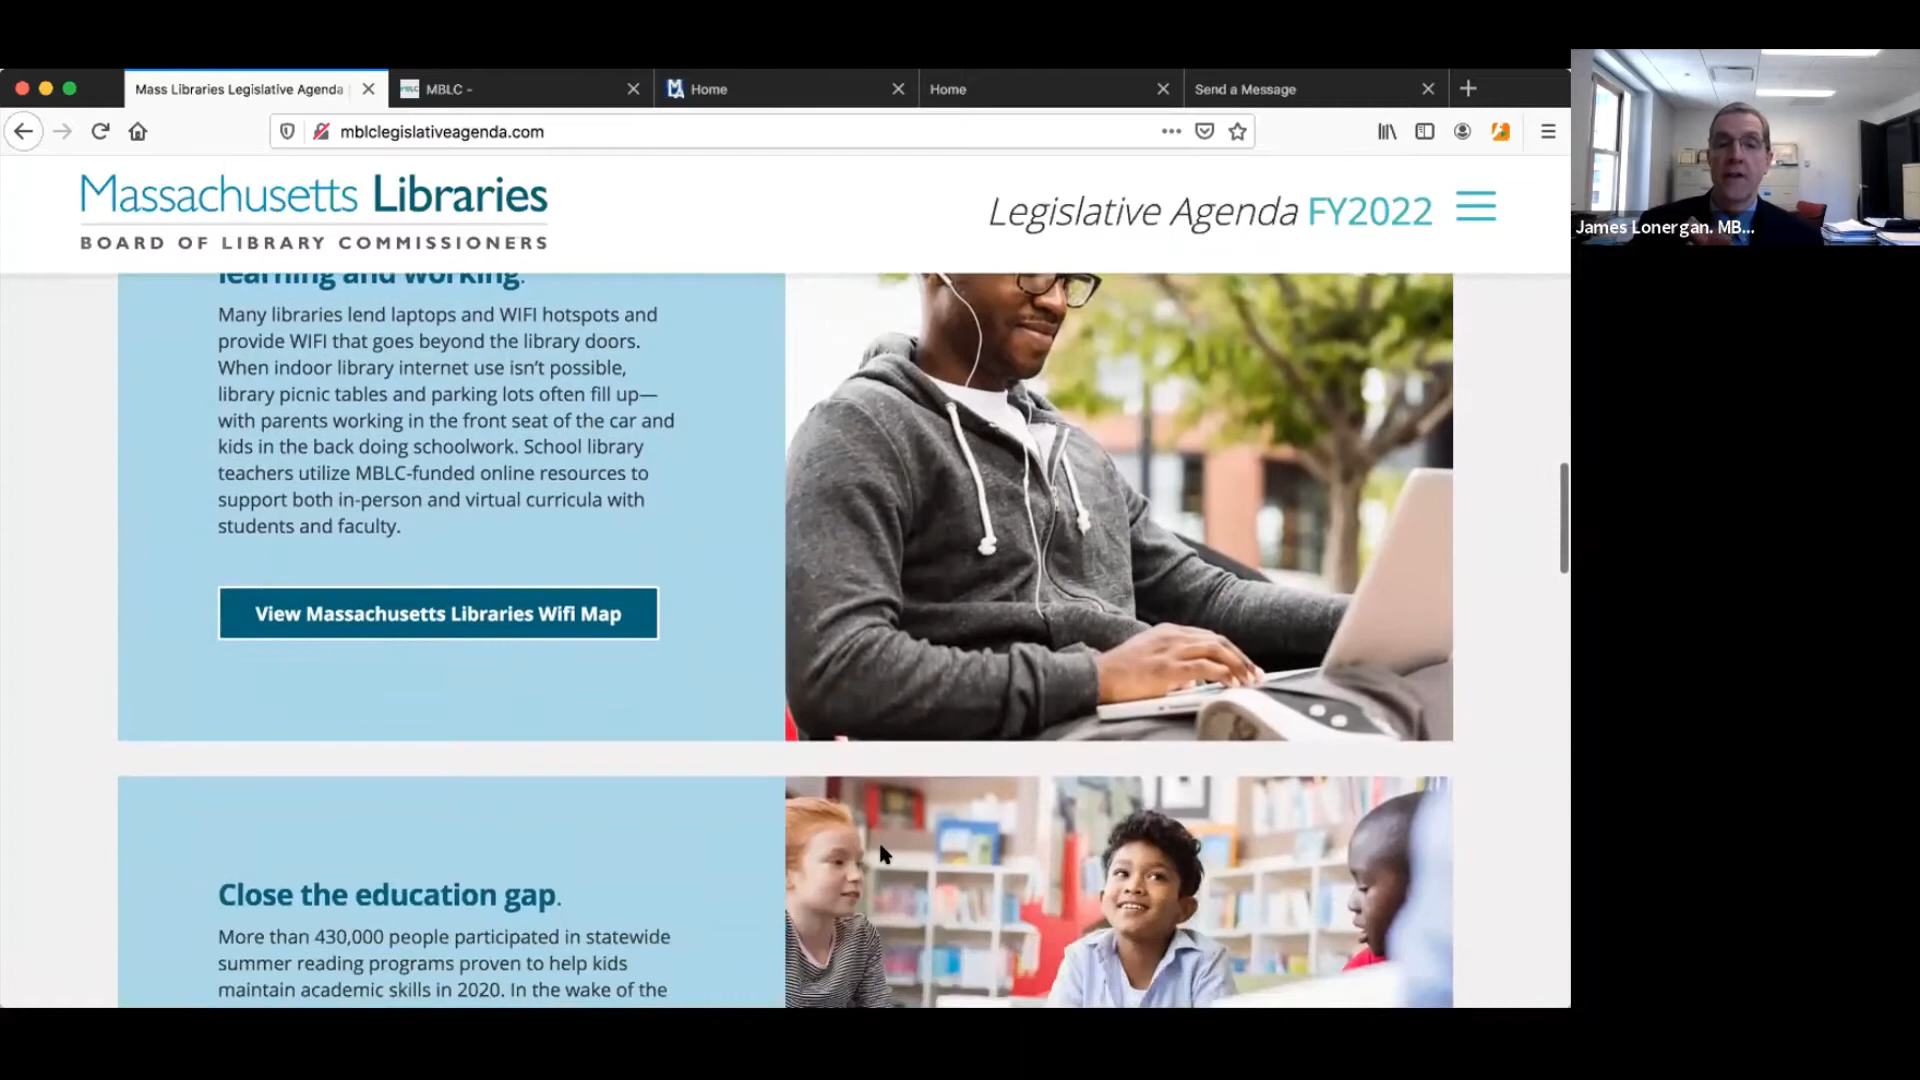 Mass Libraries Legislative Agenda
MBLC -
Home
Home
Send a Message
mblclegislativeagenda.com
Massachusetts Libraries
BOARD OF LIBRARY COMMISSIONERS
Legislative Agenda FY2022
James Lonergan. MB...
learning and working.
Many libraries lend laptops and WIFI hotspots and
provide WIFI that goes beyond the library doors.
When indoor library internet use isn't possible,
library picnic tables and parking lots often fill up—
with parents working in the front seat of the car and
kids in the back doing schoolwork. School library
teachers utilize MBLC-funded online resources to
support both in-person and virtual curricula with
students and faculty.
View Massachusetts Libraries Wifi Map
Close the education gap.
More than 430,000 people participated in statewide
summer reading programs proven to help kids
maintain academic skills in 2020. In the wake of the